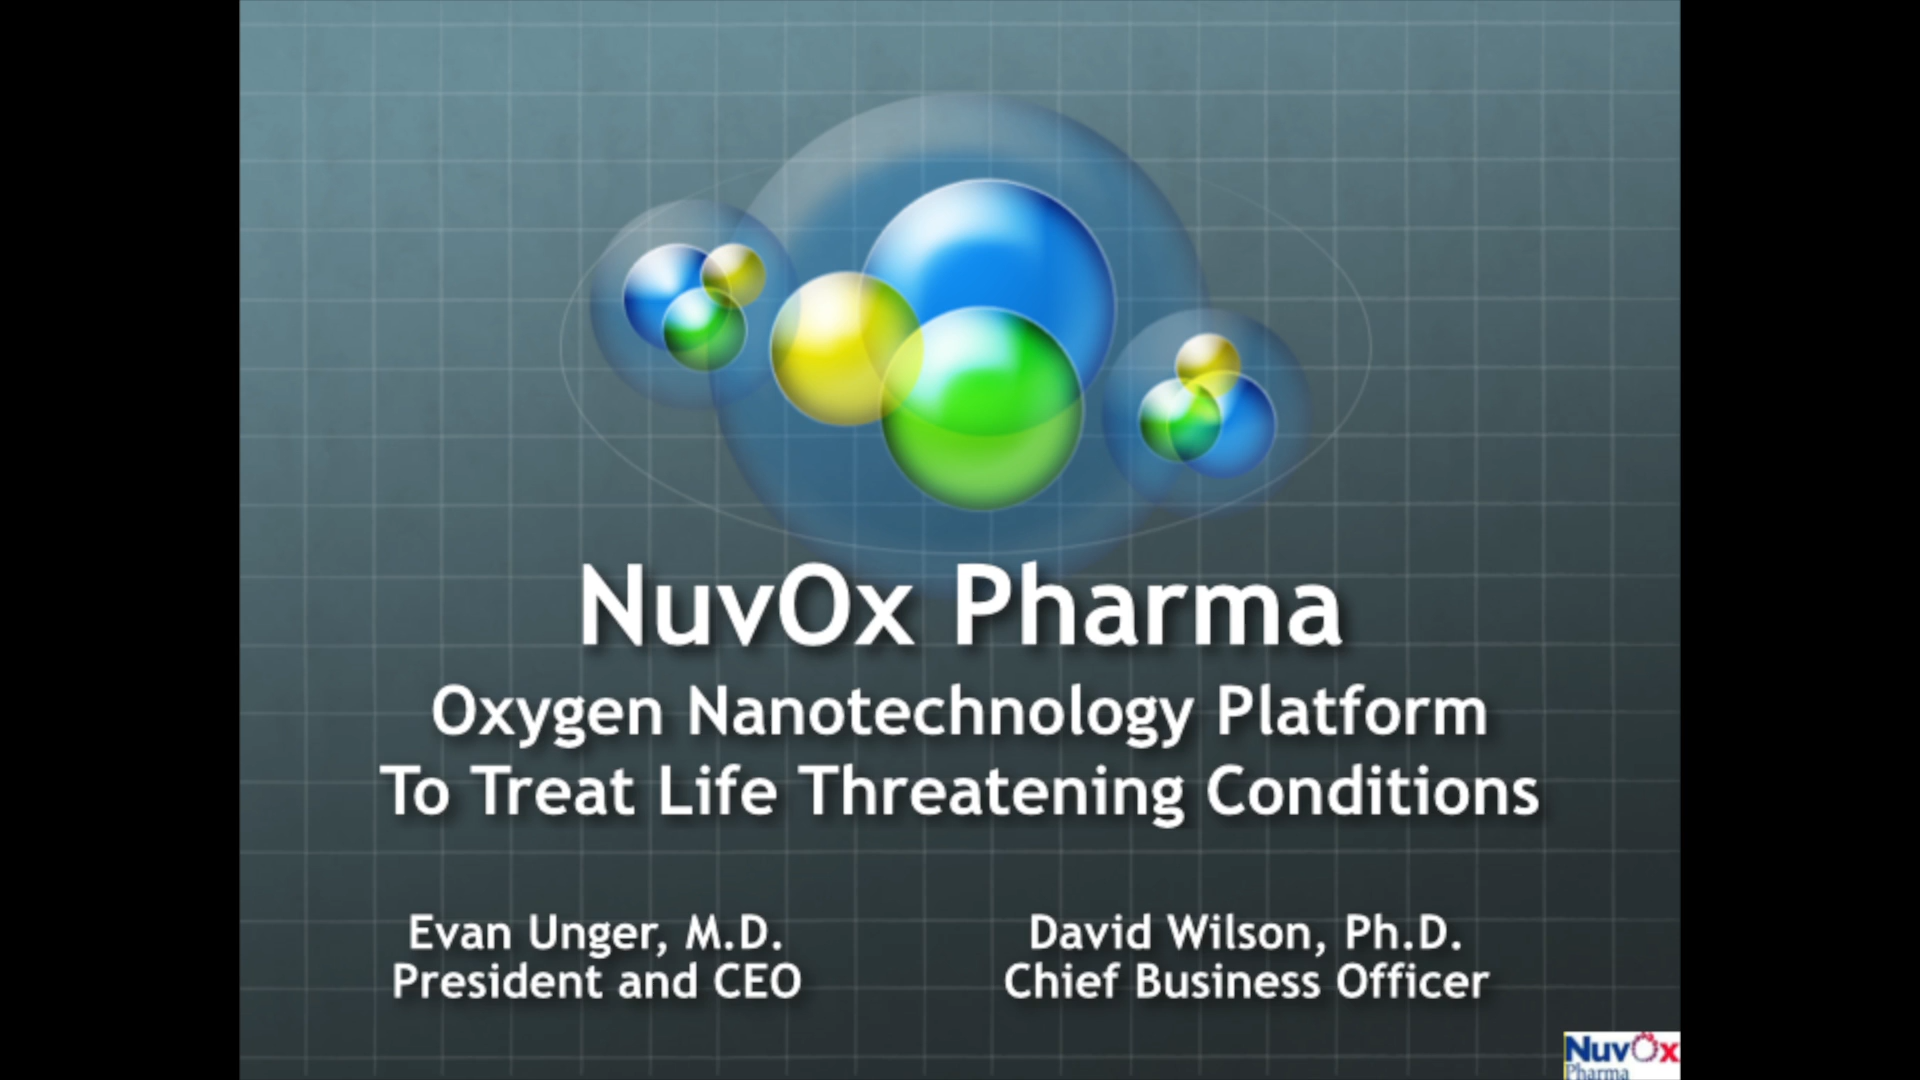 NuvOx Pharma
Oxygen Nanotechnology Platform
To Treat Life Threatening Conditions
Evan Unger, M.D.
President and CEO
David Wilson, Ph.D.
Chief Business Officer
NuvOx
Pharma